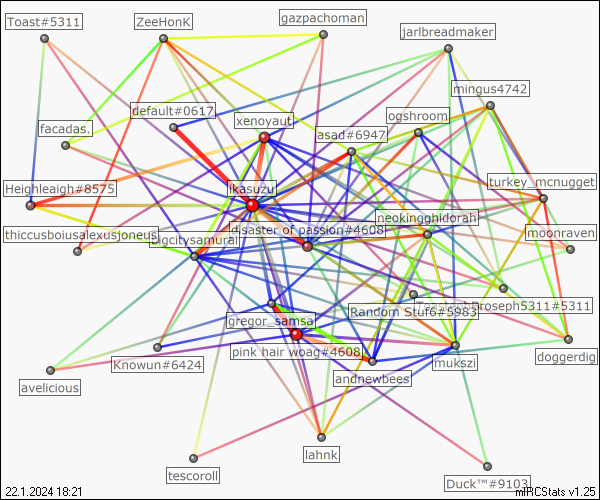 Toast#5311
ZeeHonK
gazpachoman
jarlbreadmaker
mingus4742
default#0617
xenoyaut
ogshroom
facadas.
asad#6947
Heighleaigh#8575
ikasuzu
turkey_mcnugget
neokingghidorah
thiccusboiusalexusjoneus
Bigcitysamurai
disaster of passion#4608
moonraven
Droseph5311#5311
gregor_samsa
Random Stuf6#5983
pink hair woag#4608
Knowun#6424
mukszi
doggerdig
avelicious
andnewbees
lahnk
tescoroll
Duck™#9103
22.1.2024 18:21
mIRCStats v1.25